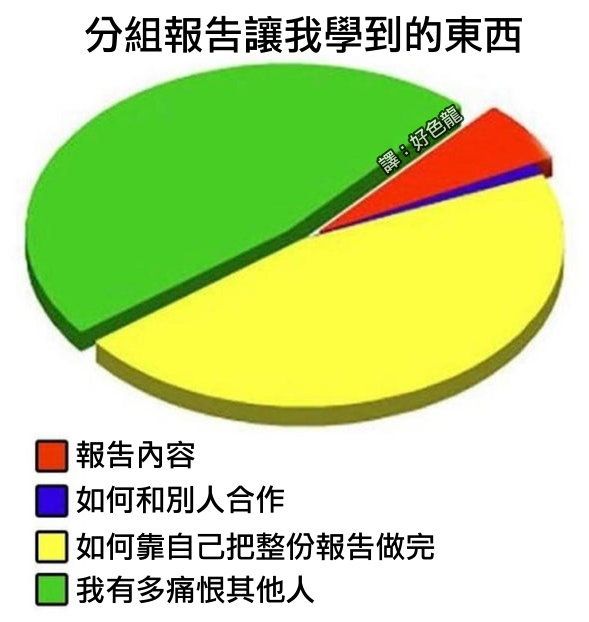 分組報告讓我學到的東西
譯：好色龍
報告內容
如何和別人合作
如何靠自己把整份報告做完
我有多痛恨其他人